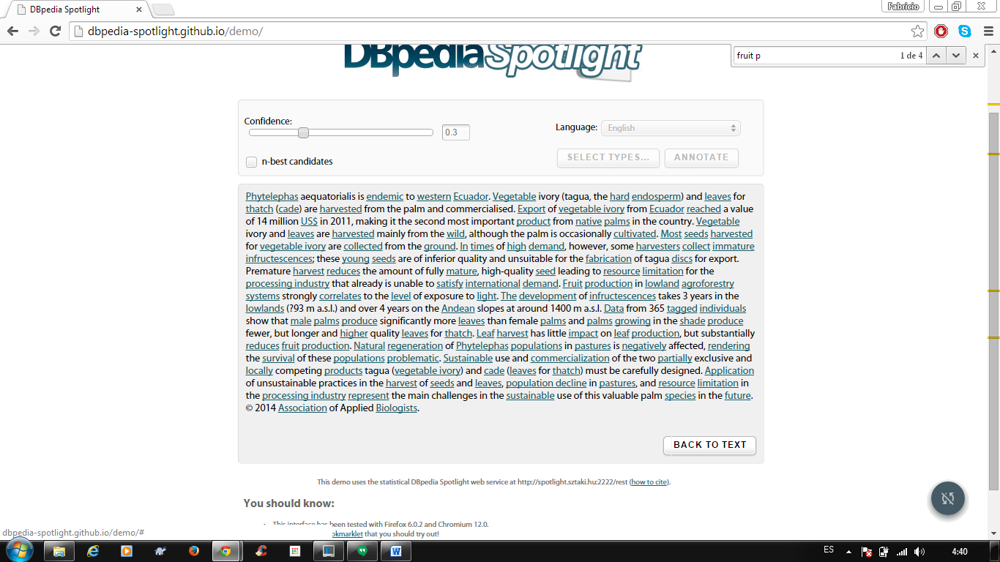 DBpedia Spotlight
Fabricio
dbpedia-spotlight.github.io/demo/
fruit p 1 de 4
DBpedia Spotlight
Confidence:
0.3
Language: English
n-best candidates
SELECT TYPES... ANNOTATE
Phytelephas aequatorialis is endemic to western Ecuador. Vegetable ivory (tagua, the hard endosperm) and leaves for
thatch (cade) are harvested from the palm and commercialised. Export of vegetable ivory from Ecuador reached a value
of 14 million US$ in 2011, making it the second most important product from native palms in the country. Vegetable
ivory and leaves are harvested mainly from the wild, although the palm is occasionally cultivated. Most seeds harvested
for vegetable ivory are collected from the ground. In times of high demand, however, some harvesters collect immature
infructescences; these young seeds are of inferior quality and unsuitable for the fabrication of tagua discs for export.
Premature harvest reduces the amount of fully mature, high-quality seed leading to resource limitation for the
processing industry that already is unable to satisfy international demand. Fruit production in lowland agroforestry
systems strongly correlates to the level of exposure to light. The development of infructescences takes 3 years in the
lowlands (?93 m a.s.l.) and over 4 years on the Andean slopes at around 1400 m a.s.l. Data from 365 tagged individuals
show that male palms produce significantly more leaves than female palms and palms growing in the shade produce
fewer, but longer and higher quality leaves for thatch. Leaf harvest has little impact on leaf production, but substantially
reduces fruit production. Natural regeneration of Phytelephas populations in pastures is negatively affected, rendering
the survival of these populations problematic. Sustainable use and commercialization of the two partially exclusive and
locally competing products tagua (vegetable ivory) and cade (leaves for thatch) must be carefully designed. Application
of unsustainable practices in the harvest of seeds and leaves, population decline in pastures, and resource limitation in
the processing industry represent the main challenges in the sustainable use of this valuable palm species in the future.
© 2014 Association of Applied Biologists.
BACK TO TEXT
This demo uses the statistical DBpedia Spotlight web service at http://spotlight.sztaki.hu:2222/rest (how to cite).
You should know:
This interface has been tested with Firefox 6.0.2 and Chromium 12.0.
dbpedia-spotlight.github.io/demo/#
okmarklet that you should try out!
ES 4:40